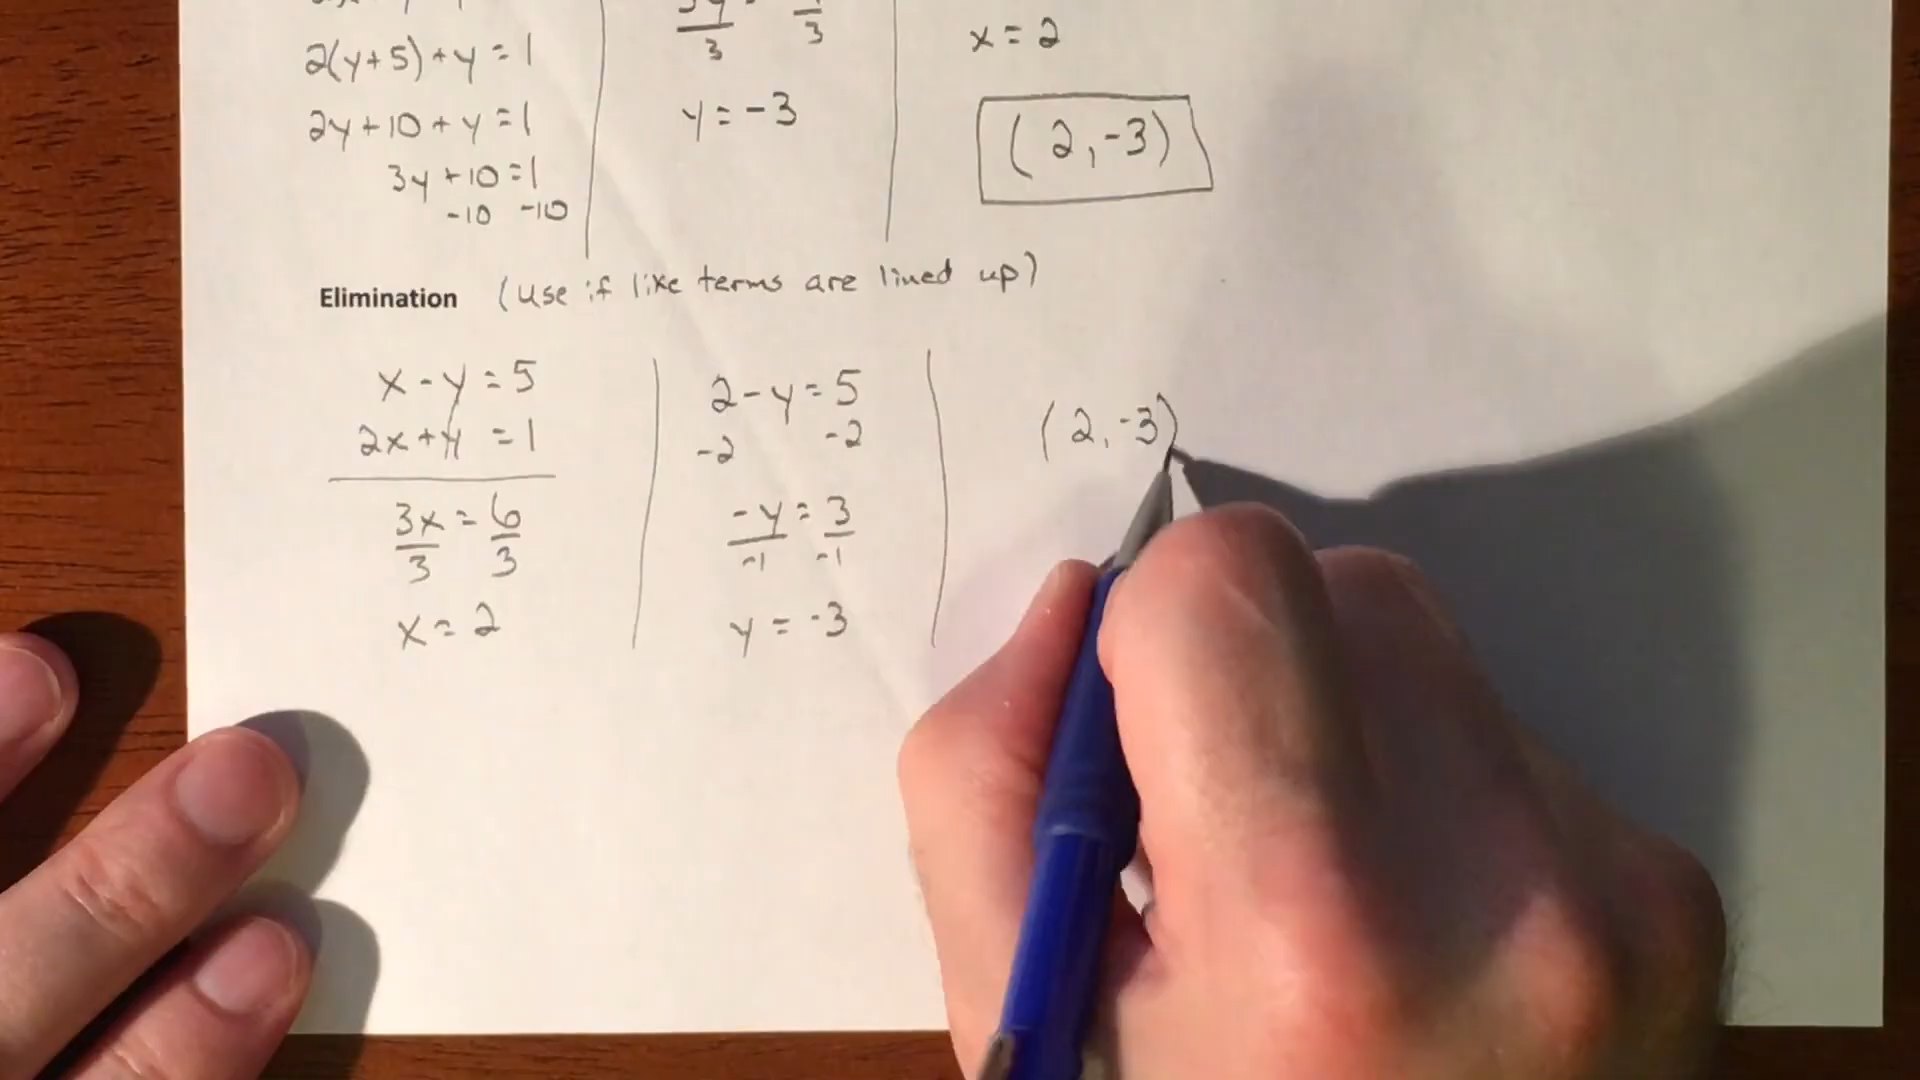 2(y+5)+y=1
2y+10+y=1
3y+10=1
-10 -10
3 3
y=-3
x=2
(2,-3)
Elimination (use if like terms are lined up)
x-y=5
2x+y=1
3x=6
3 3
x=2
2-y=5
-2 -2
-y=3
-1 -1
y=-3
(2,-3)